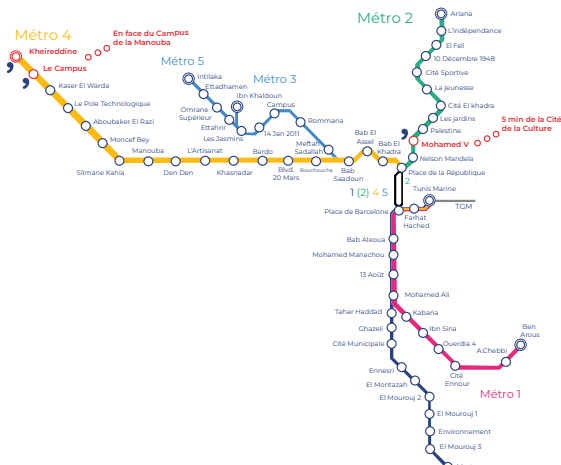 Métro 4
Kheireddine
En face du Campus
de la Manouba
Le Campus
Kaser El Warda
Le Pole Technologique
Aboubaker El Razi
Moncef Bey
Slimane Kahia
Manouba
Den Den
L'Artisanat
Khasnadar
Bardo
Blvd.
20 Mars
Bouchoucha
Bab
Saadoun
Bab El
Assel
Bab El
Khadra
Métro 5
Intilaka
Ettadhamen
Omrane
Supérieur
Ettahrir
Les Jasmins
Ibn Khaldoun
Métro 3
Campus
14 Jan 2011
Rommana
Meftah
Sadallah
Métro 2
Ariana
L'indépendance
El Fell
10 Décembre 1948
Cité Sportive
La jeunesse
Cité El khadra
Les jardins
Palestine
Mohamed V
5 min de la Cité
de la Culture
Nelson Mandela
Place de la République
2
1 (2) 4 5
Tunis Marine
TGM
Place de Barcelone
Farhat
Hached
Bab Aleoua
Mohamed Manachou
13 Août
Mohamed Ali
Kabaria
Ibn Sina
Ouerdia 4
Cité
Ennour
A.Chebbi
Ben
Arous
Métro 1
Tahar Haddad
Ghazeli
Cité Municipale
Ennesri
El Montazah
El Mourouj 2
El Mourouj 1
Environnement
El Mourouj 3